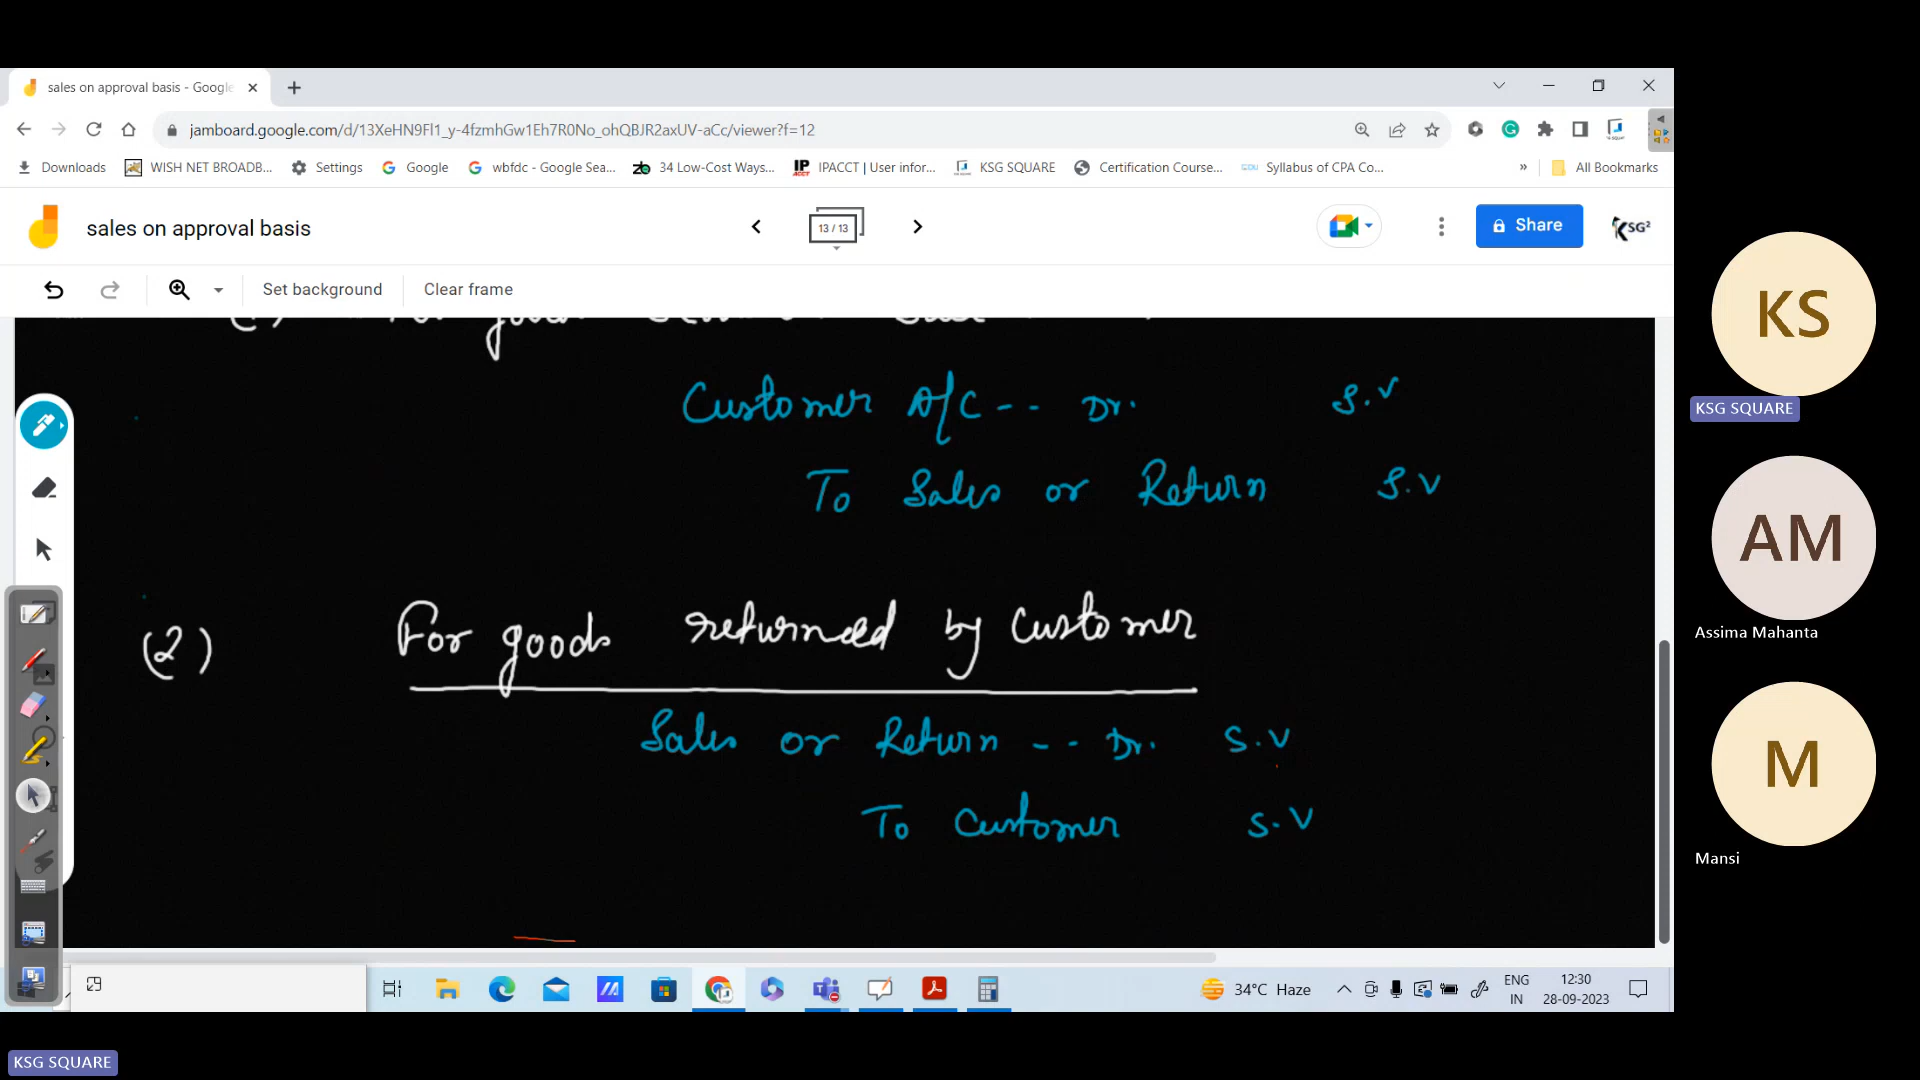 sales on approval basis - Google
jamboard.google.com/d/13XeHN9Fl1_y-4fzmhGw1Eh7R0No_ohQBJR2axUV-aCc/viewer?f=12
Downloads WISH NET BROADB... Settings Google wbfdc - Google Sea... 34 Low-Cost Ways... IPACCT | User infor... KSG SQUARE Certification Course... Syllabus of CPA Co... » All Bookmarks
sales on approval basis 13 / 13 Share KSG²
Set background Clear frame
Customer A/C -- Dr. S.V
To Sales or Return S.V
(2) For goods returned by Customer
Sales or Return -- Dr. S.V
To Customer S.V
34°C Haze ENG IN 12:30 28-09-2023
KS
KSG SQUARE
AM
Assima Mahanta
M
Mansi
KSG SQUARE